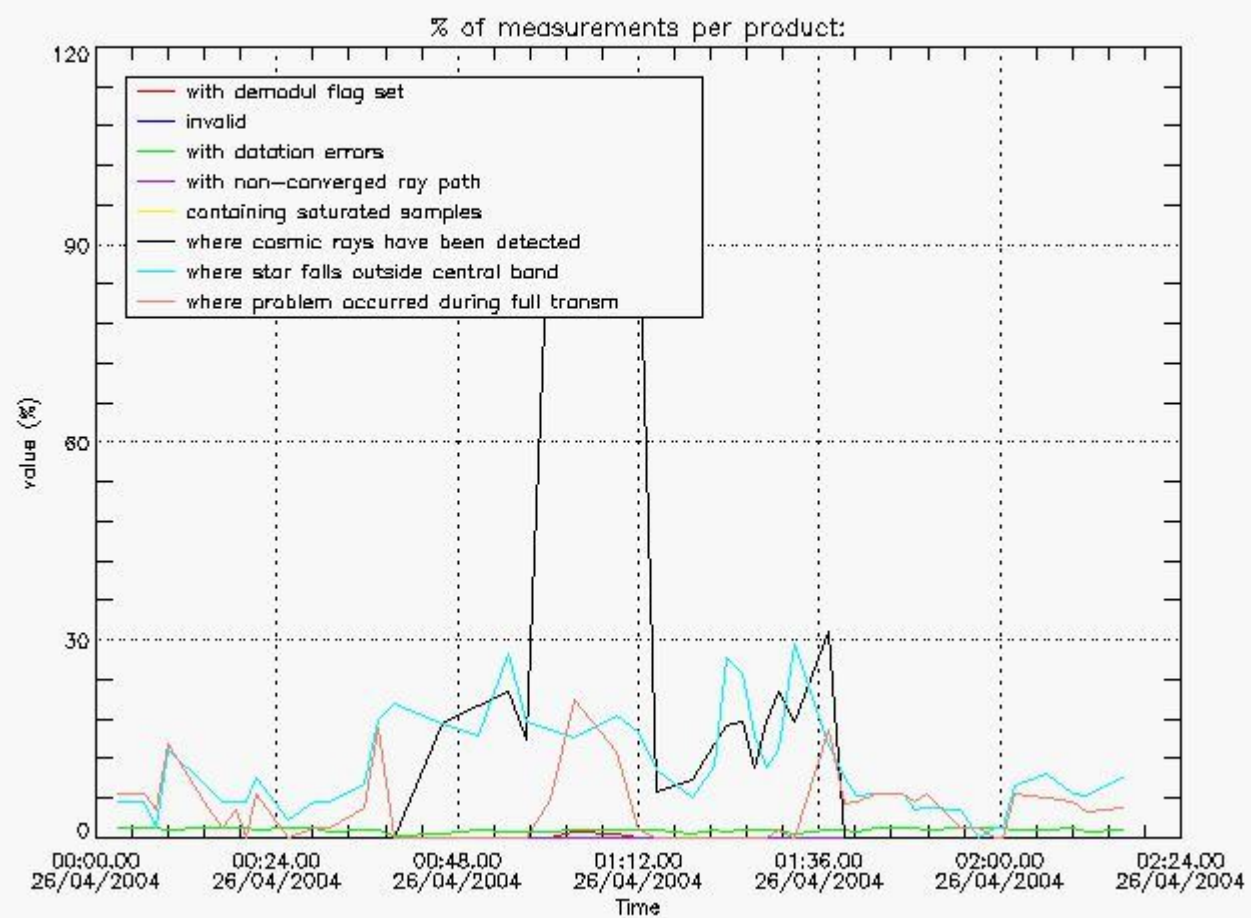 % of measurements per product:
120
with demodul flag set
invalid
with datation errors
with non-converged ray path
containing saturated samples
where cosmic rays have been detected
where star falls outside central band
where problem occurred during full transm
90
60
30
0
value (%)
00:00.00 00:24.00 00:48.00 01:12.00 01:36.00 02:00.00 02:24.00
26/04/2004 26/04/2004 26/04/2004 26/04/2004 26/04/2004 26/04/2004 26/04/2004
Time